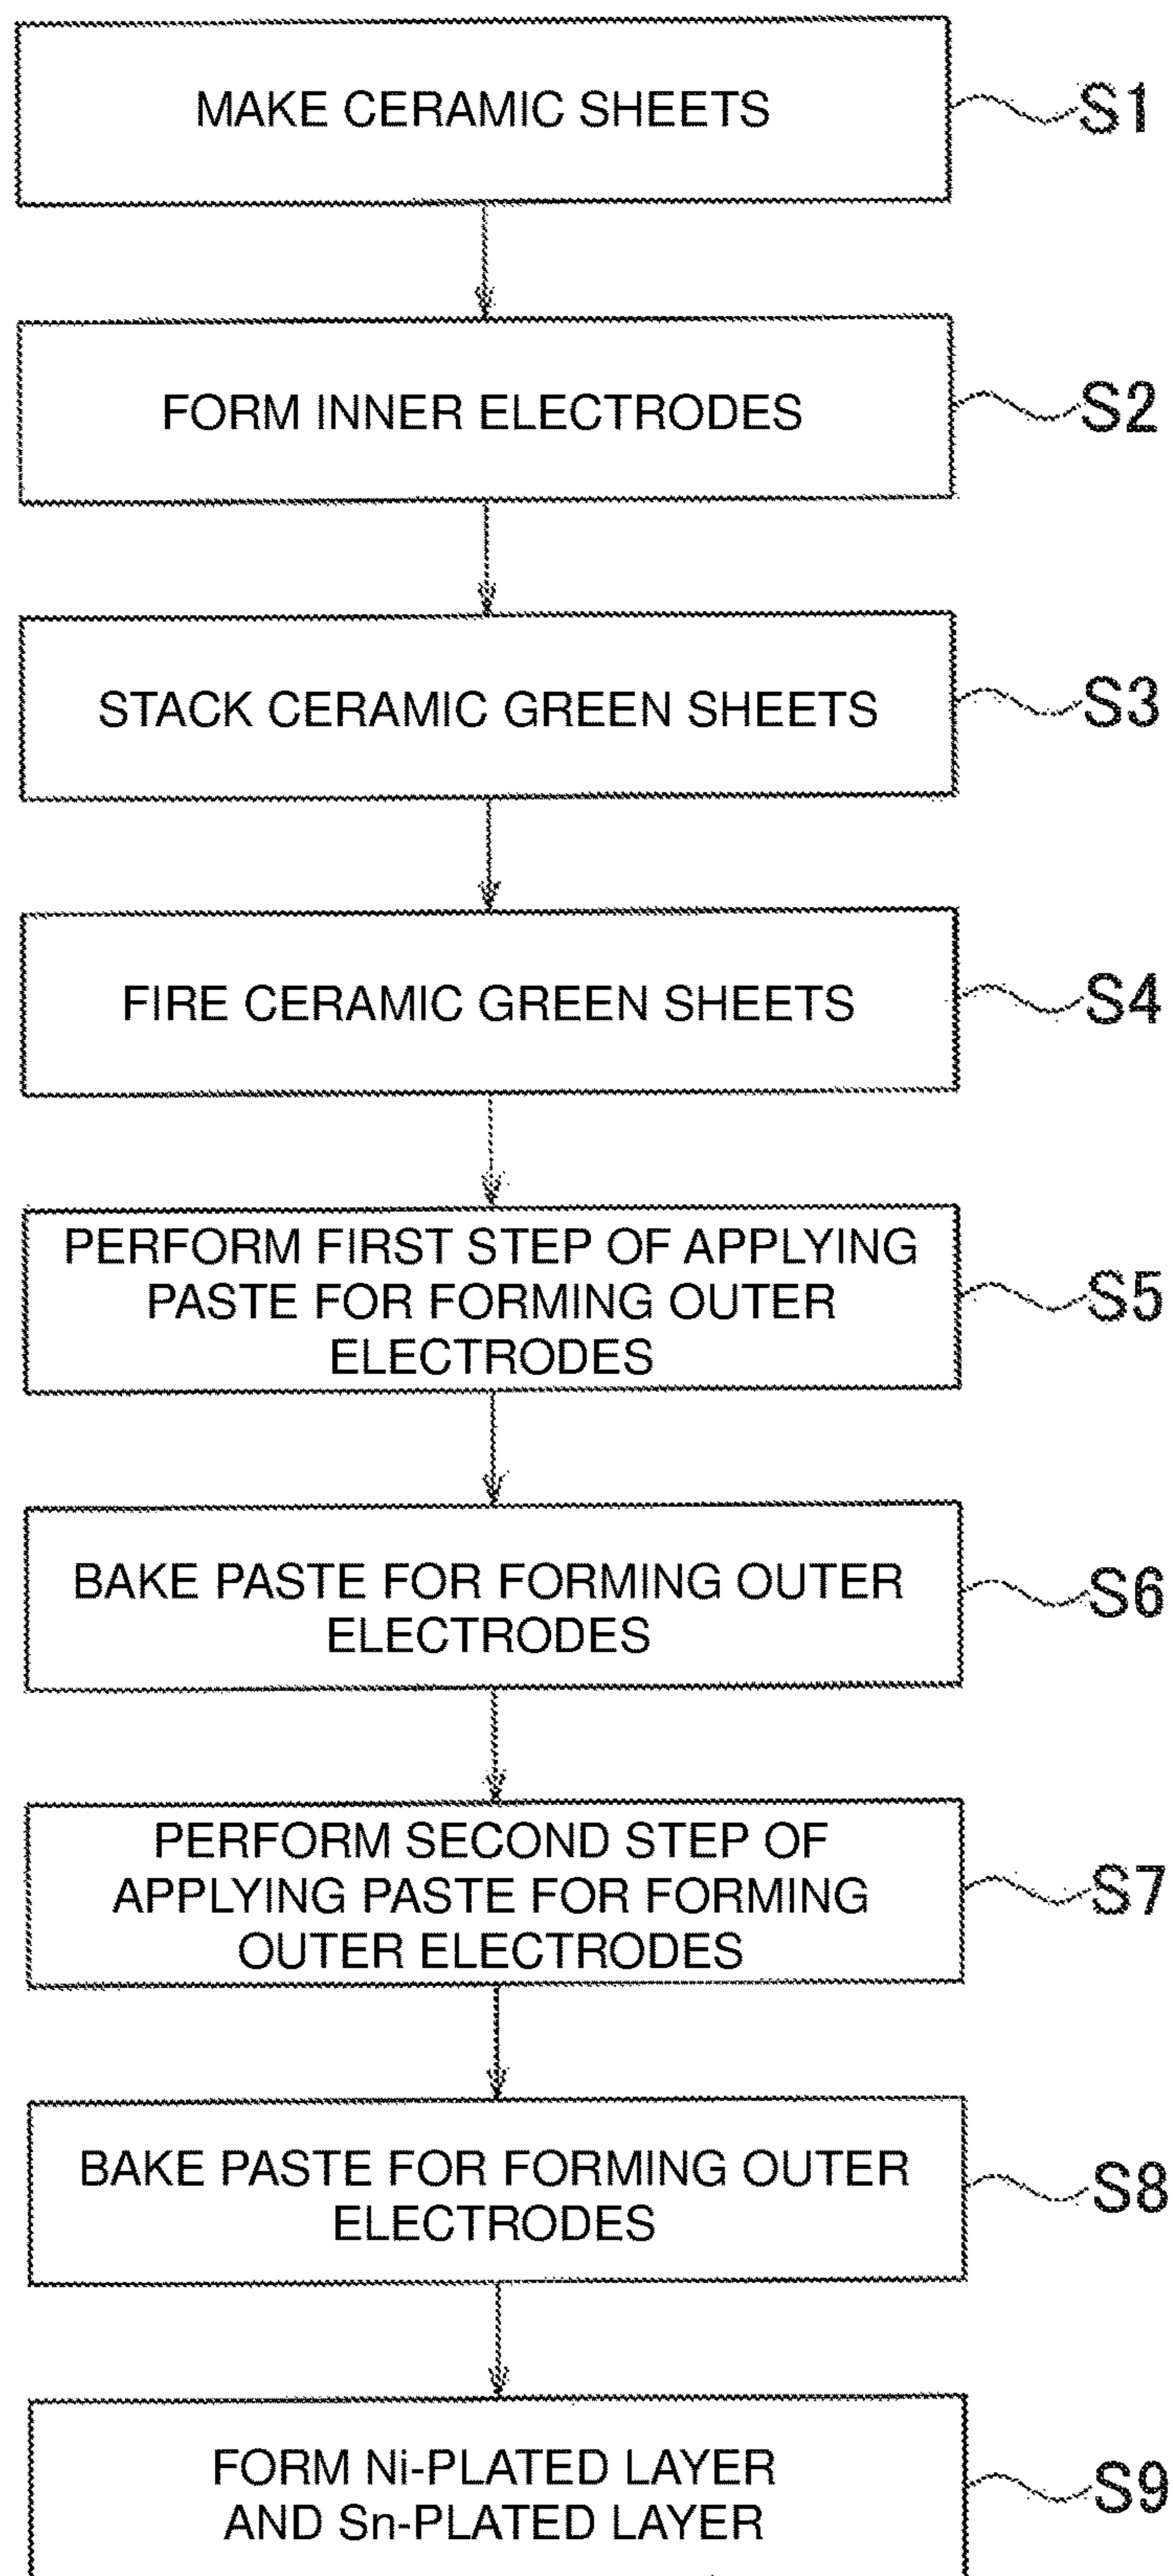 MAKE CERAMIC SHEETS
S1
FORM INNER ELECTRODES
S2
STACK CERAMIC GREEN SHEETS
S3
FIRE CERAMIC GREEN SHEETS
S4
PERFORM FIRST STEP OF APPLYING
PASTE FOR FORMING OUTER
ELECTRODES
S5
BAKE PASTE FOR FORMING OUTER
ELECTRODES
S6
PERFORM SECOND STEP OF
APPLYING PASTE FOR FORMING
OUTER ELECTRODES
S7
BAKE PASTE FOR FORMING OUTER
ELECTRODES
S8
FORM Ni-PLATED LAYER
AND Sn-PLATED LAYER
S9